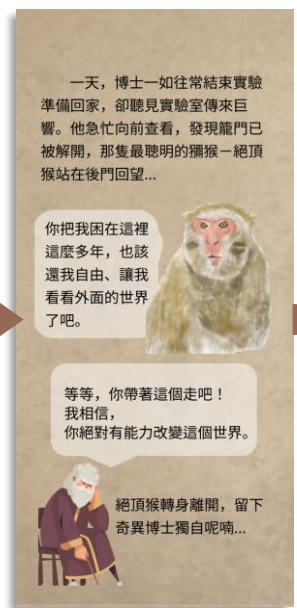 一天，博士一如往常結束實驗
準備回家，卻聽見實驗室傳來巨
響。他急忙向前查看，發現籠門已
被解開，那隻最聰明的獼猴－絕頂
猴站在後門回望...
你把我困在這裡
這麼多年，也該
還我自由、讓我
看看外面的世界
了吧。
等等，你帶著這個走吧！
我相信，
你絕對有能力改變這個世界。
絕頂猴轉身離開，留下
奇異博士獨自呢喃...